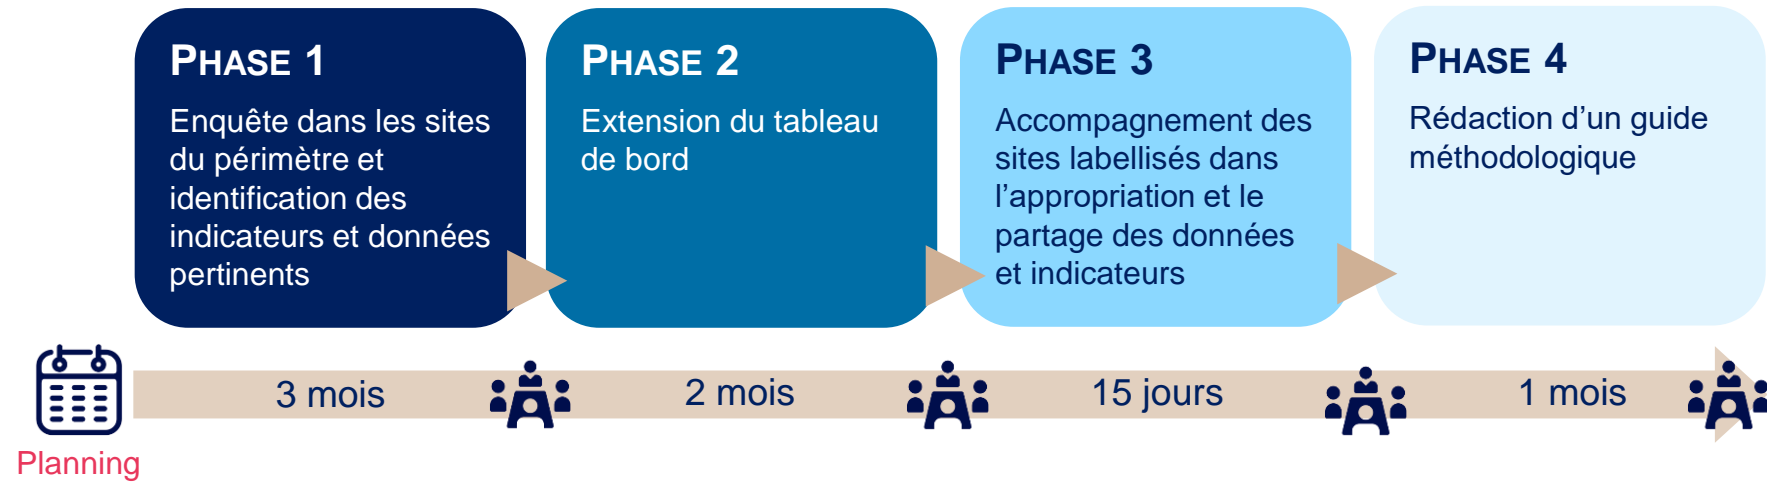 PHASE 1
Enquête dans les sites
du périmètre et
identification des
indicateurs et données
pertinents
PHASE 2
Extension du tableau
de bord
PHASE 3
Accompagnement des
sites labellisés dans
l’appropriation et le
partage des données
et indicateurs
PHASE 4
Rédaction d’un guide
méthodologique
3 mois
2 mois
15 jours
1 mois
Planning